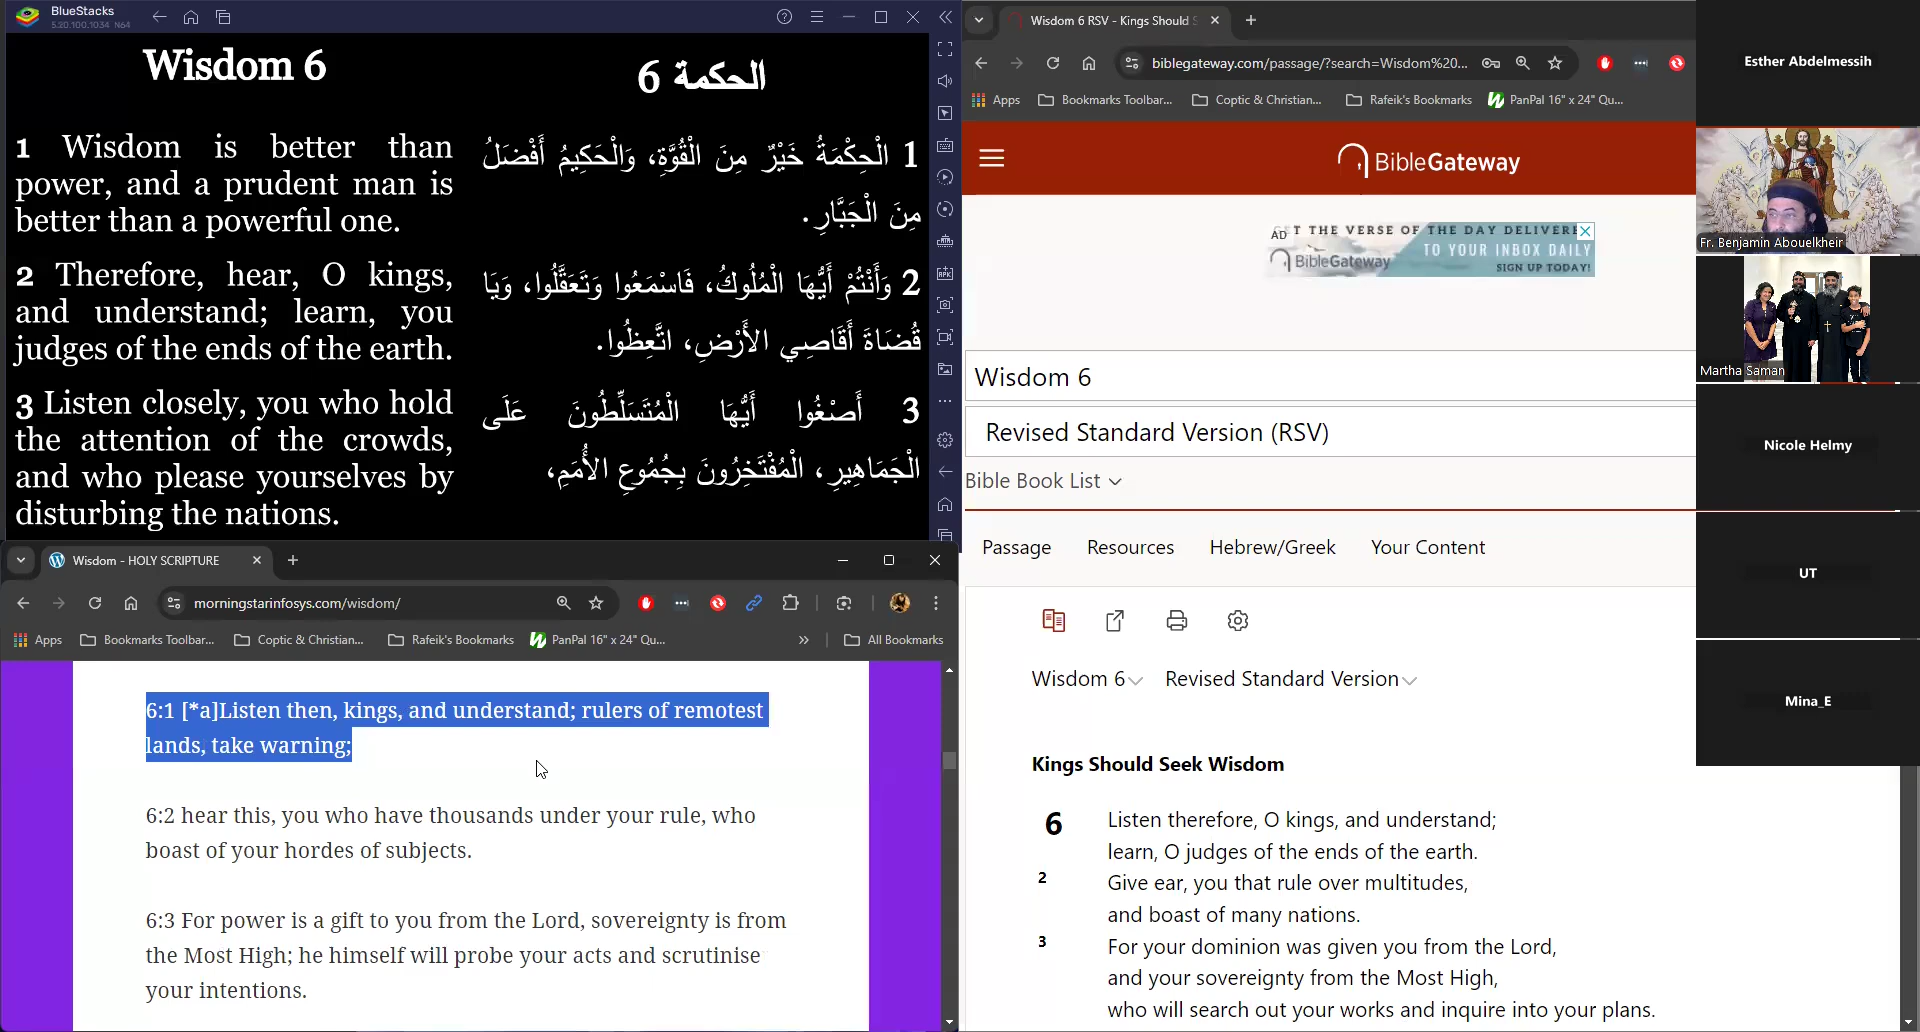 BlueStacks
5.20.100.1034 N64
Wisdom 6
الحكمة 6
1 Wisdom is better than
power, and a prudent man is
better than a powerful one.
1 الْحِكْمَةُ خَيْرٌ مِنَ الْقُوَّةِ، وَالْحَكِيمُ أَفْضَلُ
مِنَ الْجَبَّارِ.
2 Therefore, hear, O kings,
and understand; learn, you
judges of the ends of the earth.
2 وَأَنْتُمْ أَيُّهَا الْمُلُوكُ، فَاسْمَعُوا وَتَعَقَّلُوا، وَيَا
قُضَاةَ أَقَاصِي الأَرْضِ، اتَّعِظُوا.
3 Listen closely, you who hold
the attention of the crowds,
and who please yourselves by
disturbing the nations.
3 أَصْغُوا أَيُّهَا الْمُتَسَلِّطُونَ عَلَى
الْجَمَاهِيرِ، الْمُفْتَخِرُونَ بِجُمُوعِ الأُمَمِ،
Wisdom - HOLY SCRIPTURE
morningstarinfosys.com/wisdom/
Apps Bookmarks Toolbar... Coptic & Christian... Rafeik's Bookmarks PanPal 16" x 24" Qu... » All Bookmarks
6:1 [*a]Listen then, kings, and understand; rulers of remotest
lands, take warning;
6:2 hear this, you who have thousands under your rule, who
boast of your hordes of subjects.
6:3 For power is a gift to you from the Lord, sovereignty is from
the Most High; he himself will probe your acts and scrutinise
your intentions.
Wisdom 6 RSV - Kings Should S
biblegateway.com/passage/?search=Wisdom%20...
Apps Bookmarks Toolbar... Coptic & Christian... Rafeik's Bookmarks PanPal 16" x 24" Qu...
BibleGateway
AD
T THE VERSE OF THE DAY DELIVERE
TO YOUR INBOX DAILY
BibleGateway
SIGN UP TODAY!
Wisdom 6
Revised Standard Version (RSV)
Bible Book List
Passage Resources Hebrew/Greek Your Content
Wisdom 6 Revised Standard Version
Kings Should Seek Wisdom
6 Listen therefore, O kings, and understand;
learn, O judges of the ends of the earth.
2 Give ear, you that rule over multitudes,
and boast of many nations.
3 For your dominion was given you from the Lord,
and your sovereignty from the Most High,
who will search out your works and inquire into your plans.
Esther Abdelmessih
Fr. Benjamin Abouelkheir
Martha Saman
Nicole Helmy
UT
Mina_E